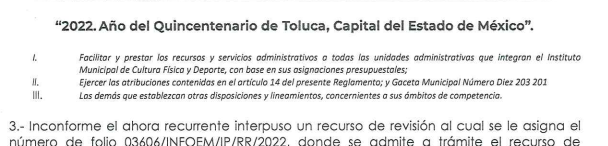 “2022. Año del Quincentenario de Toluca, Capital del Estado de México”.
I. Facilitar y prestar los recursos y servicios administrativos a todas las unidades administrativas que integran el Instituto
Municipal de Cultura Física y Deporte, con base en sus asignaciones presupuestales;
II. Ejercer las atribuciones contenidas en el artículo 14 del presente Reglamento; y Gaceta Municipal Número Diez 203 201
III. Las demás que establezcan otras disposiciones y lineamientos, concernientes a sus ámbitos de competencia.
3.- Inconforme el ahora recurrente interpuso un recurso de revisión al cual se le asigna el
número de folio 03606/INFOEM/IP/RR/2022, donde se admite a trámite el recurso de